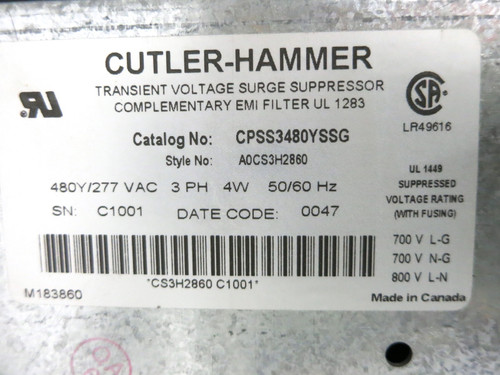 CUTLER-HAMMER
TRANSIENT VOLTAGE SURGE SUPPRESSOR
COMPLEMENTARY EMI FILTER UL 1283
LR49616
Catalog No: CPSS3480YSSG
Style No: A0CS3H2860
480Y/277 VAC 3 PH 4W 50/60 Hz
SN: C1001 DATE CODE: 0047
*CS3H2860 C1001*
M183860
UL 1449
SUPPRESSED
VOLTAGE RATING
(WITH FUSING)
700 V L-G
700 V N-G
800 V L-N
Made in Canada